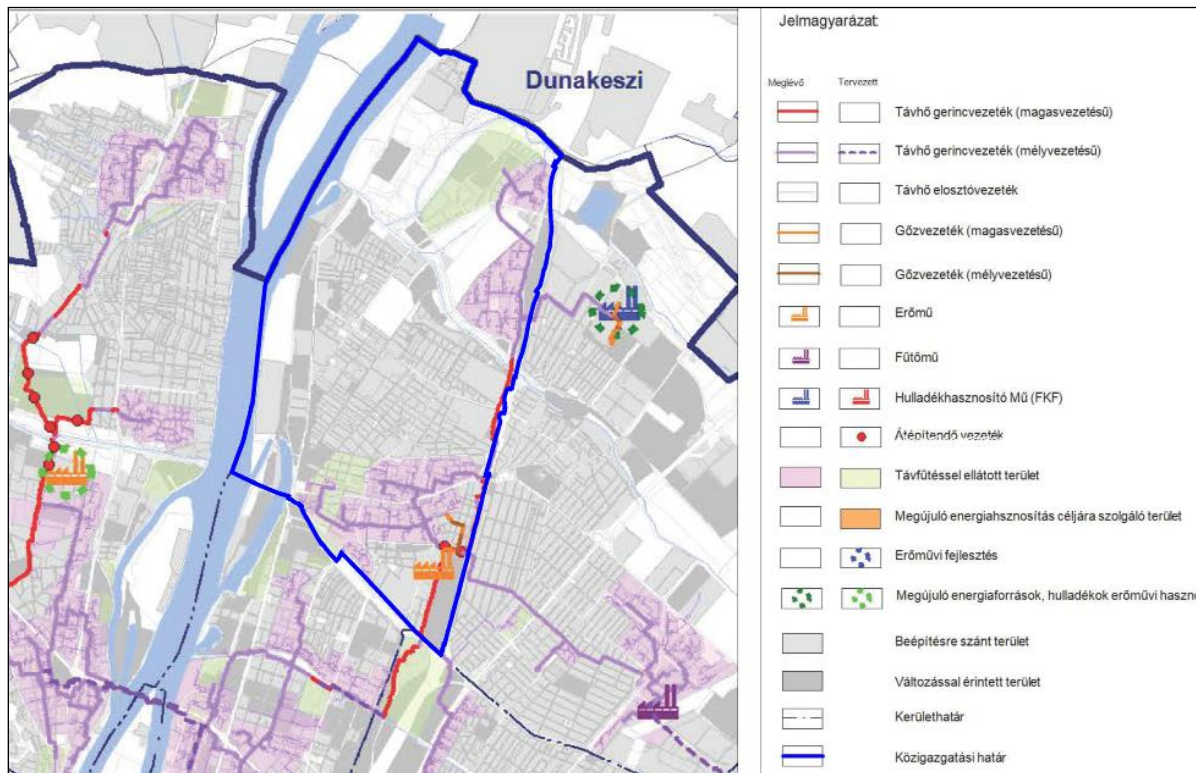 Dunakeszi
Jelmagyarázat
Meglévő Tervezett
Távhő gerincvezeték (magasvezetésű)
Távhő gerincvezeték (mélyvezetésű)
Távhő elosztóvezeték
Gőzvezeték (magasvezetésű)
Gőzvezeték (mélyvezetésű)
Erőmű
Fűtőmű
Hulladékhasznosító Mű (FKF)
Átépítendő vezeték
Távfűtéssel ellátott terület
Megújuló energiahsznosítás céljára szolgáló terület
Erőművi fejlesztés
Megújuló energiaforrások, hulladékok erőművi haszno
Beépítésre szánt terület
Változással érintett terület
Kerülethatár
Közigazgatási határ